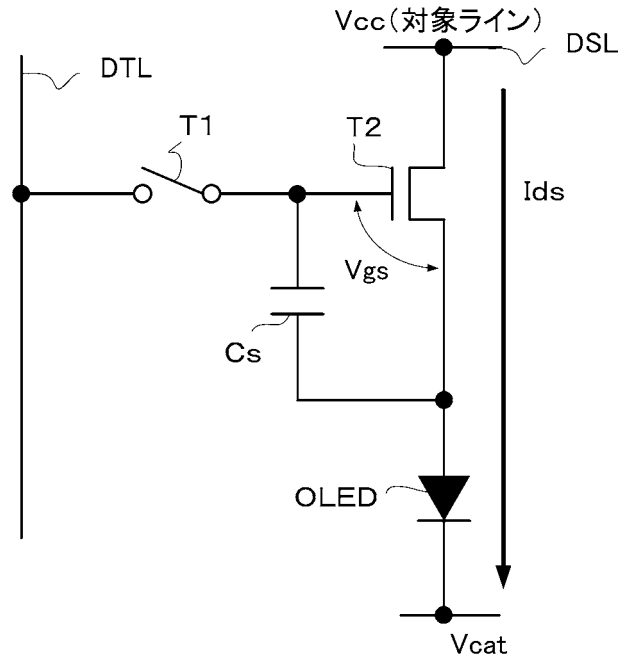 Vcc(対象ライン)
DSL
DTL
T1
T2
Ids
Vgs
Cs
OLED
Vcat